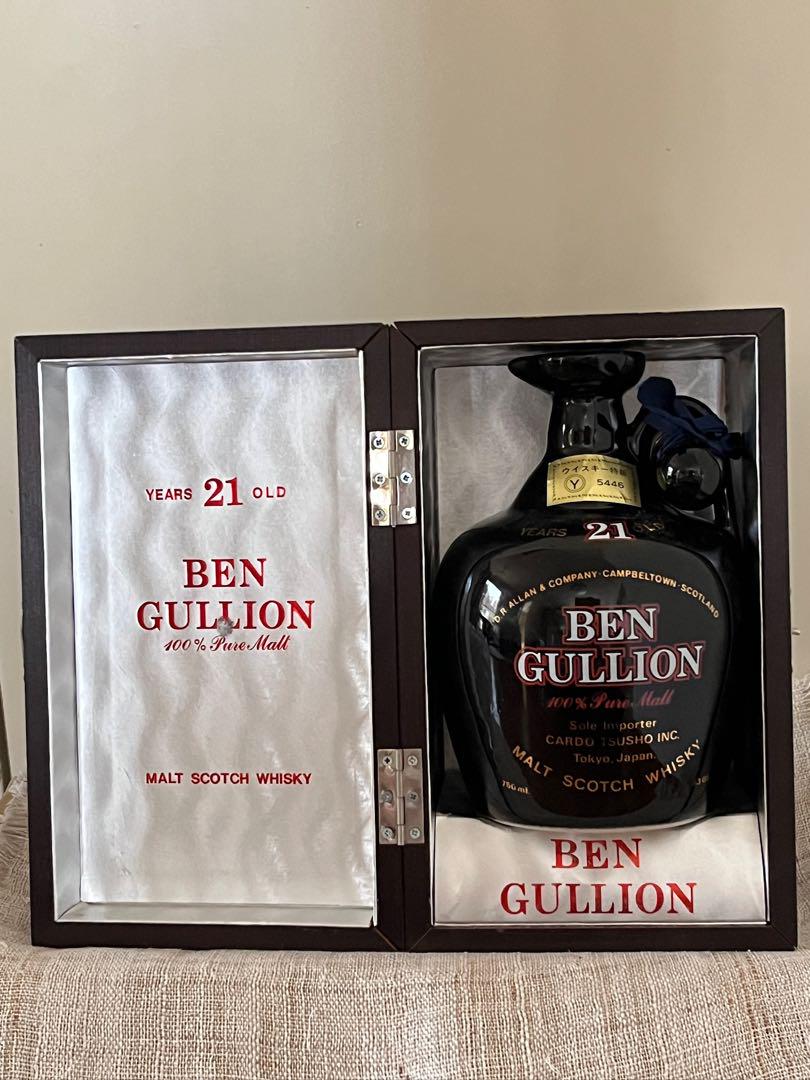 YEARS 21 OLD
BEN
GULLION
100% Pure Malt
MALT SCOTCH WHISKY
ウイスキー特級
Y 5446
YEARS 21 OLD
D.R ALLAN & COMPANY·CAMPBELTOWN·SCOTLAND
BEN
GULLION
100% Pure Malt
Sole Importer
CARDO TSUSHO INC.
Tokyo, Japan.
MALT SCOTCH WHISKY
760 ml
BEN
GULLION